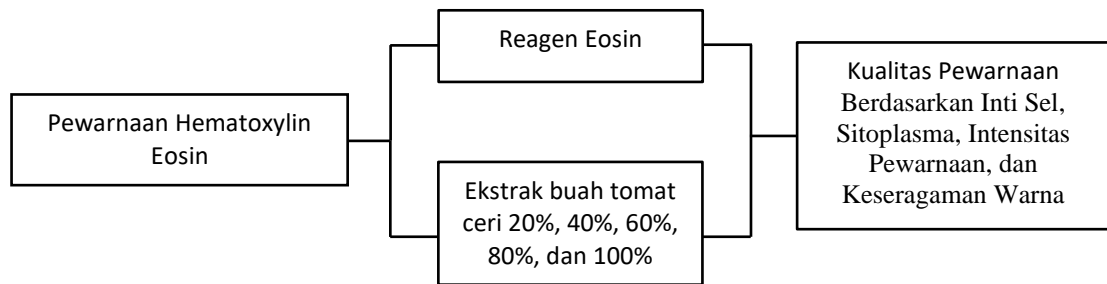 Pewarnaan Hematoxylin
Eosin
Reagen Eosin
Ekstrak buah tomat
ceri 20%, 40%, 60%,
80%, dan 100%
Kualitas Pewarnaan
Berdasarkan Inti Sel,
Sitoplasma, Intensitas
Pewarnaan, dan
Keseragaman Warna